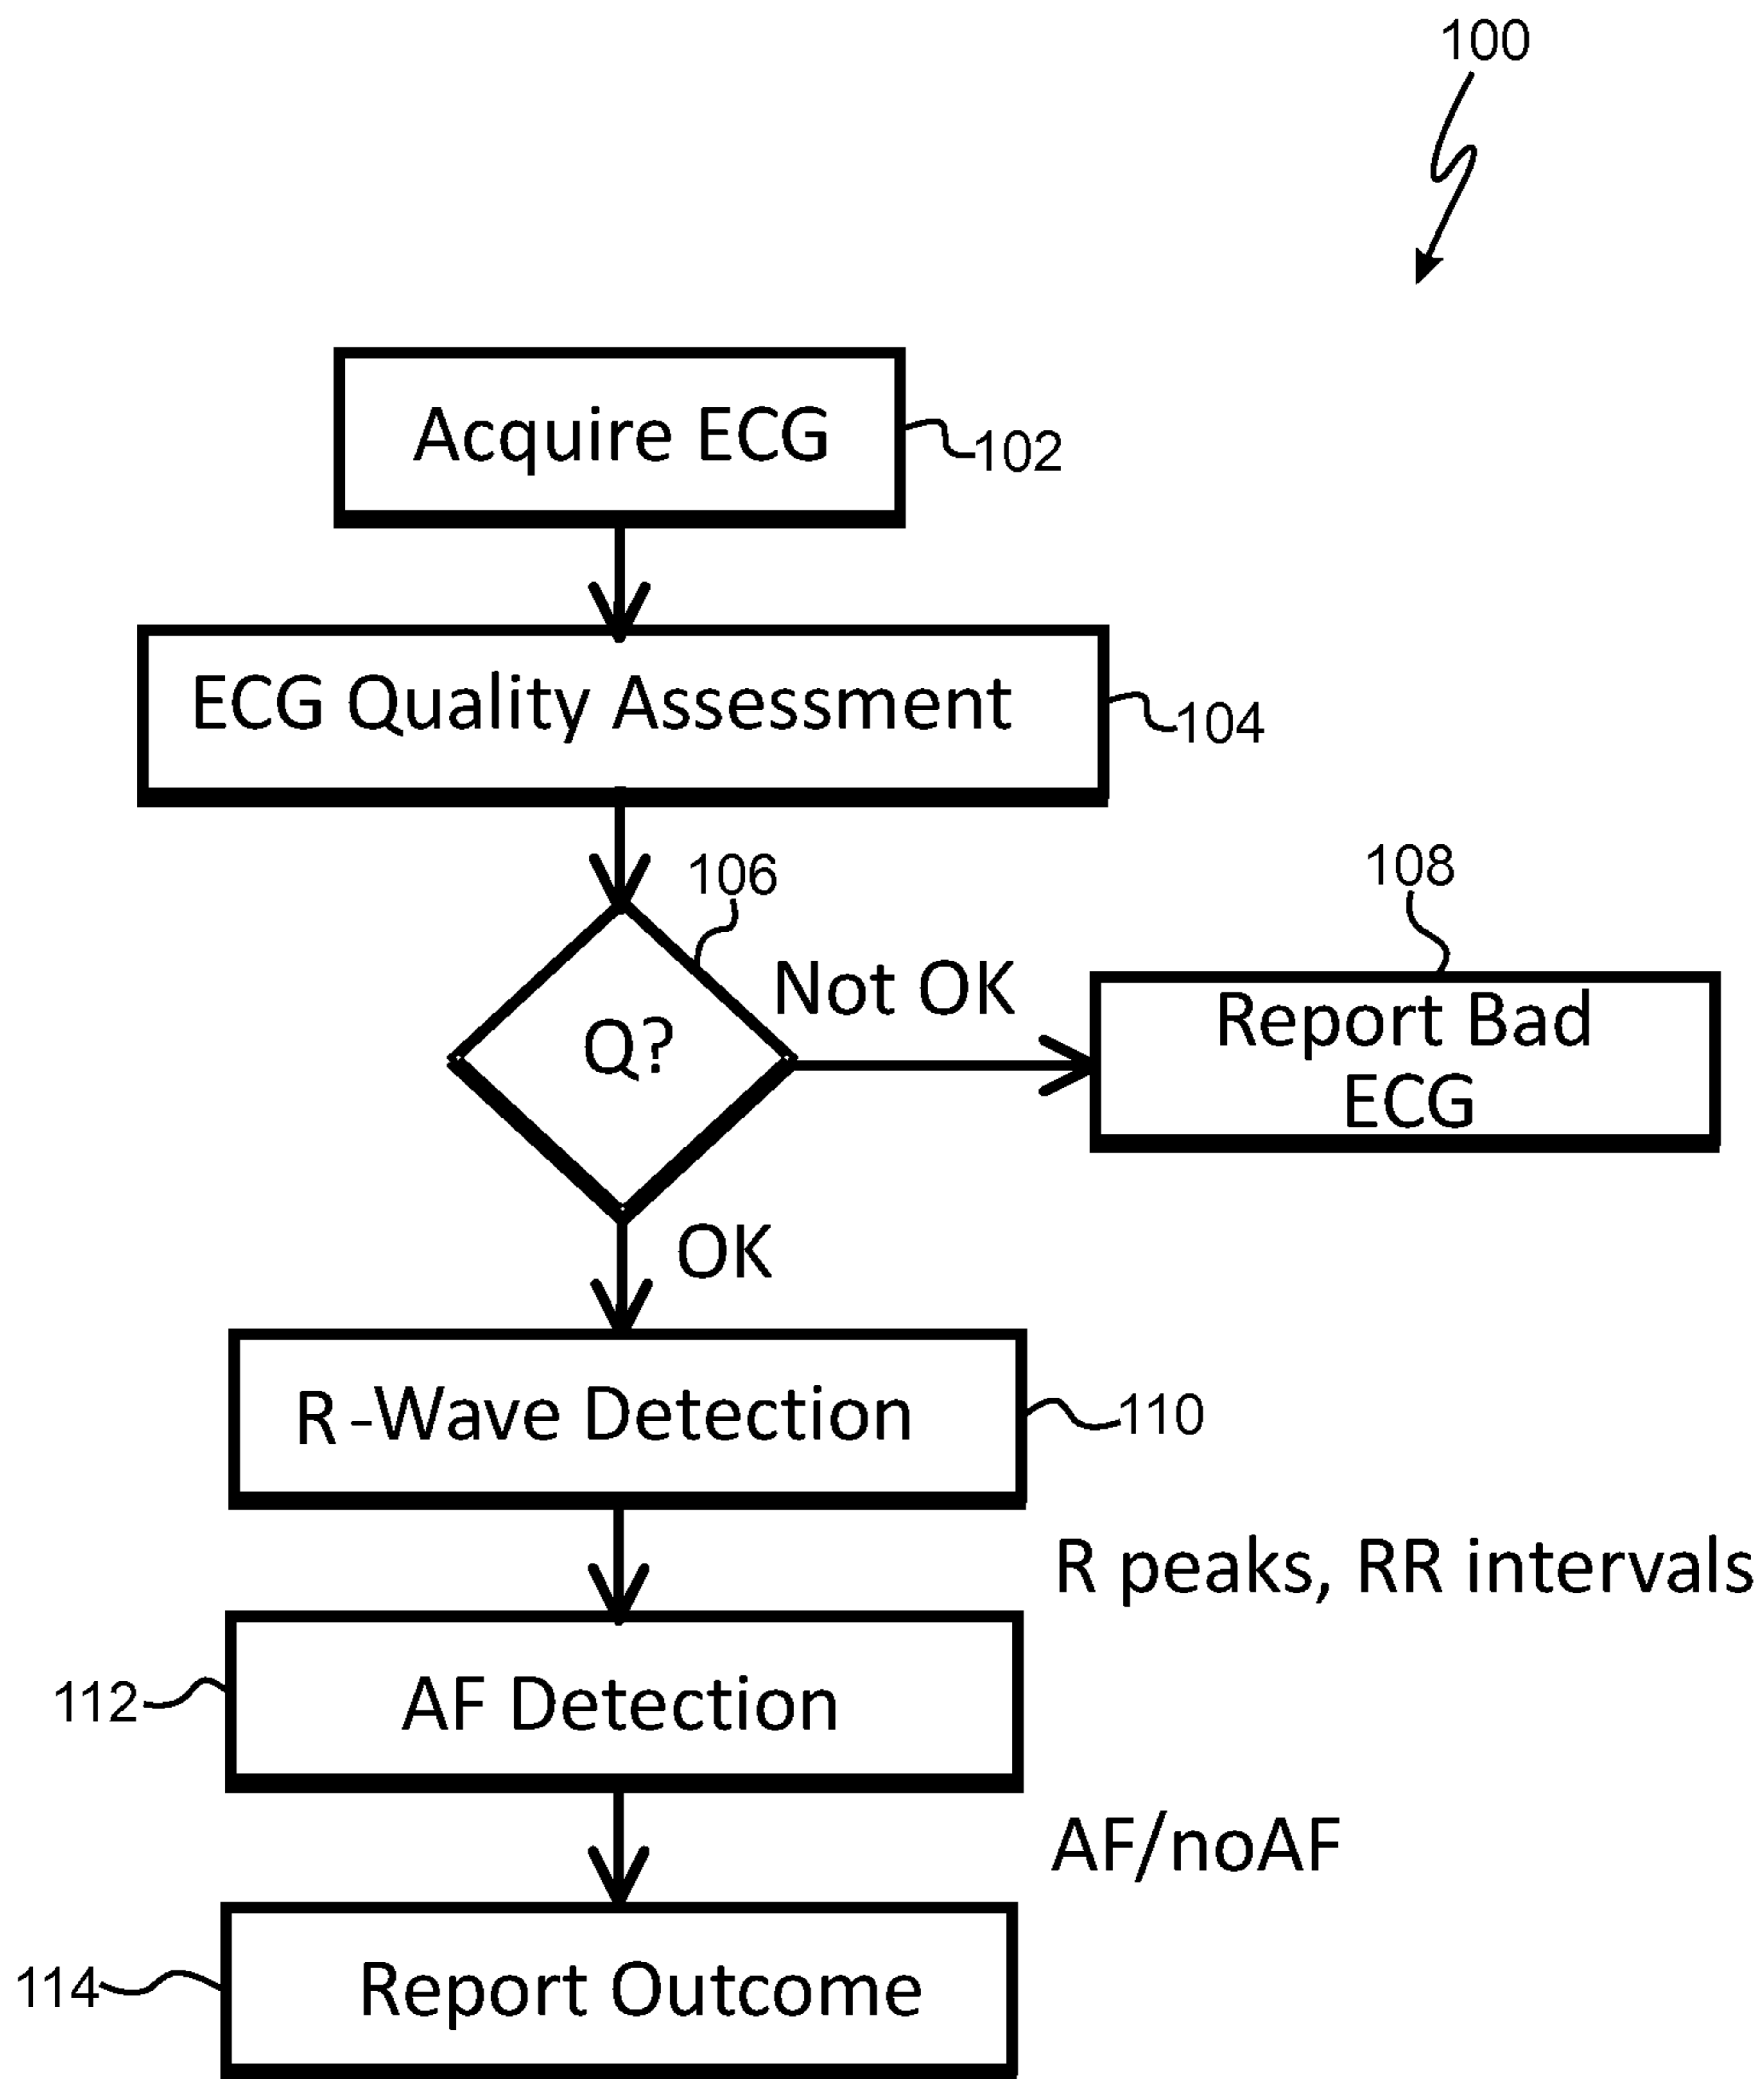 100
Acquire ECG
102
ECG Quality Assessment
104
106
108
Q?
Not OK
Report Bad
ECG
OK
R-Wave Detection
110
R peaks, RR intervals
112
AF Detection
AF/noAF
114
Report Outcome